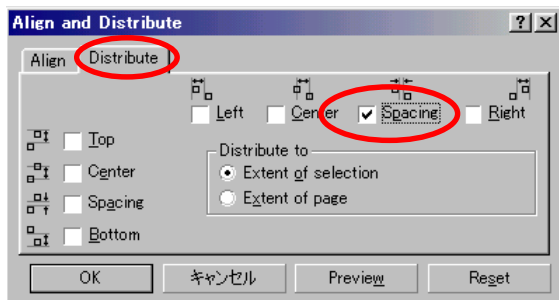 Align and Distribute
Align Distribute
Left Center Spacing Right
Top
Distribute to
Center
Extent of selection
Spacing
Extent of page
Bottom
OK キャンセル Preview Reset